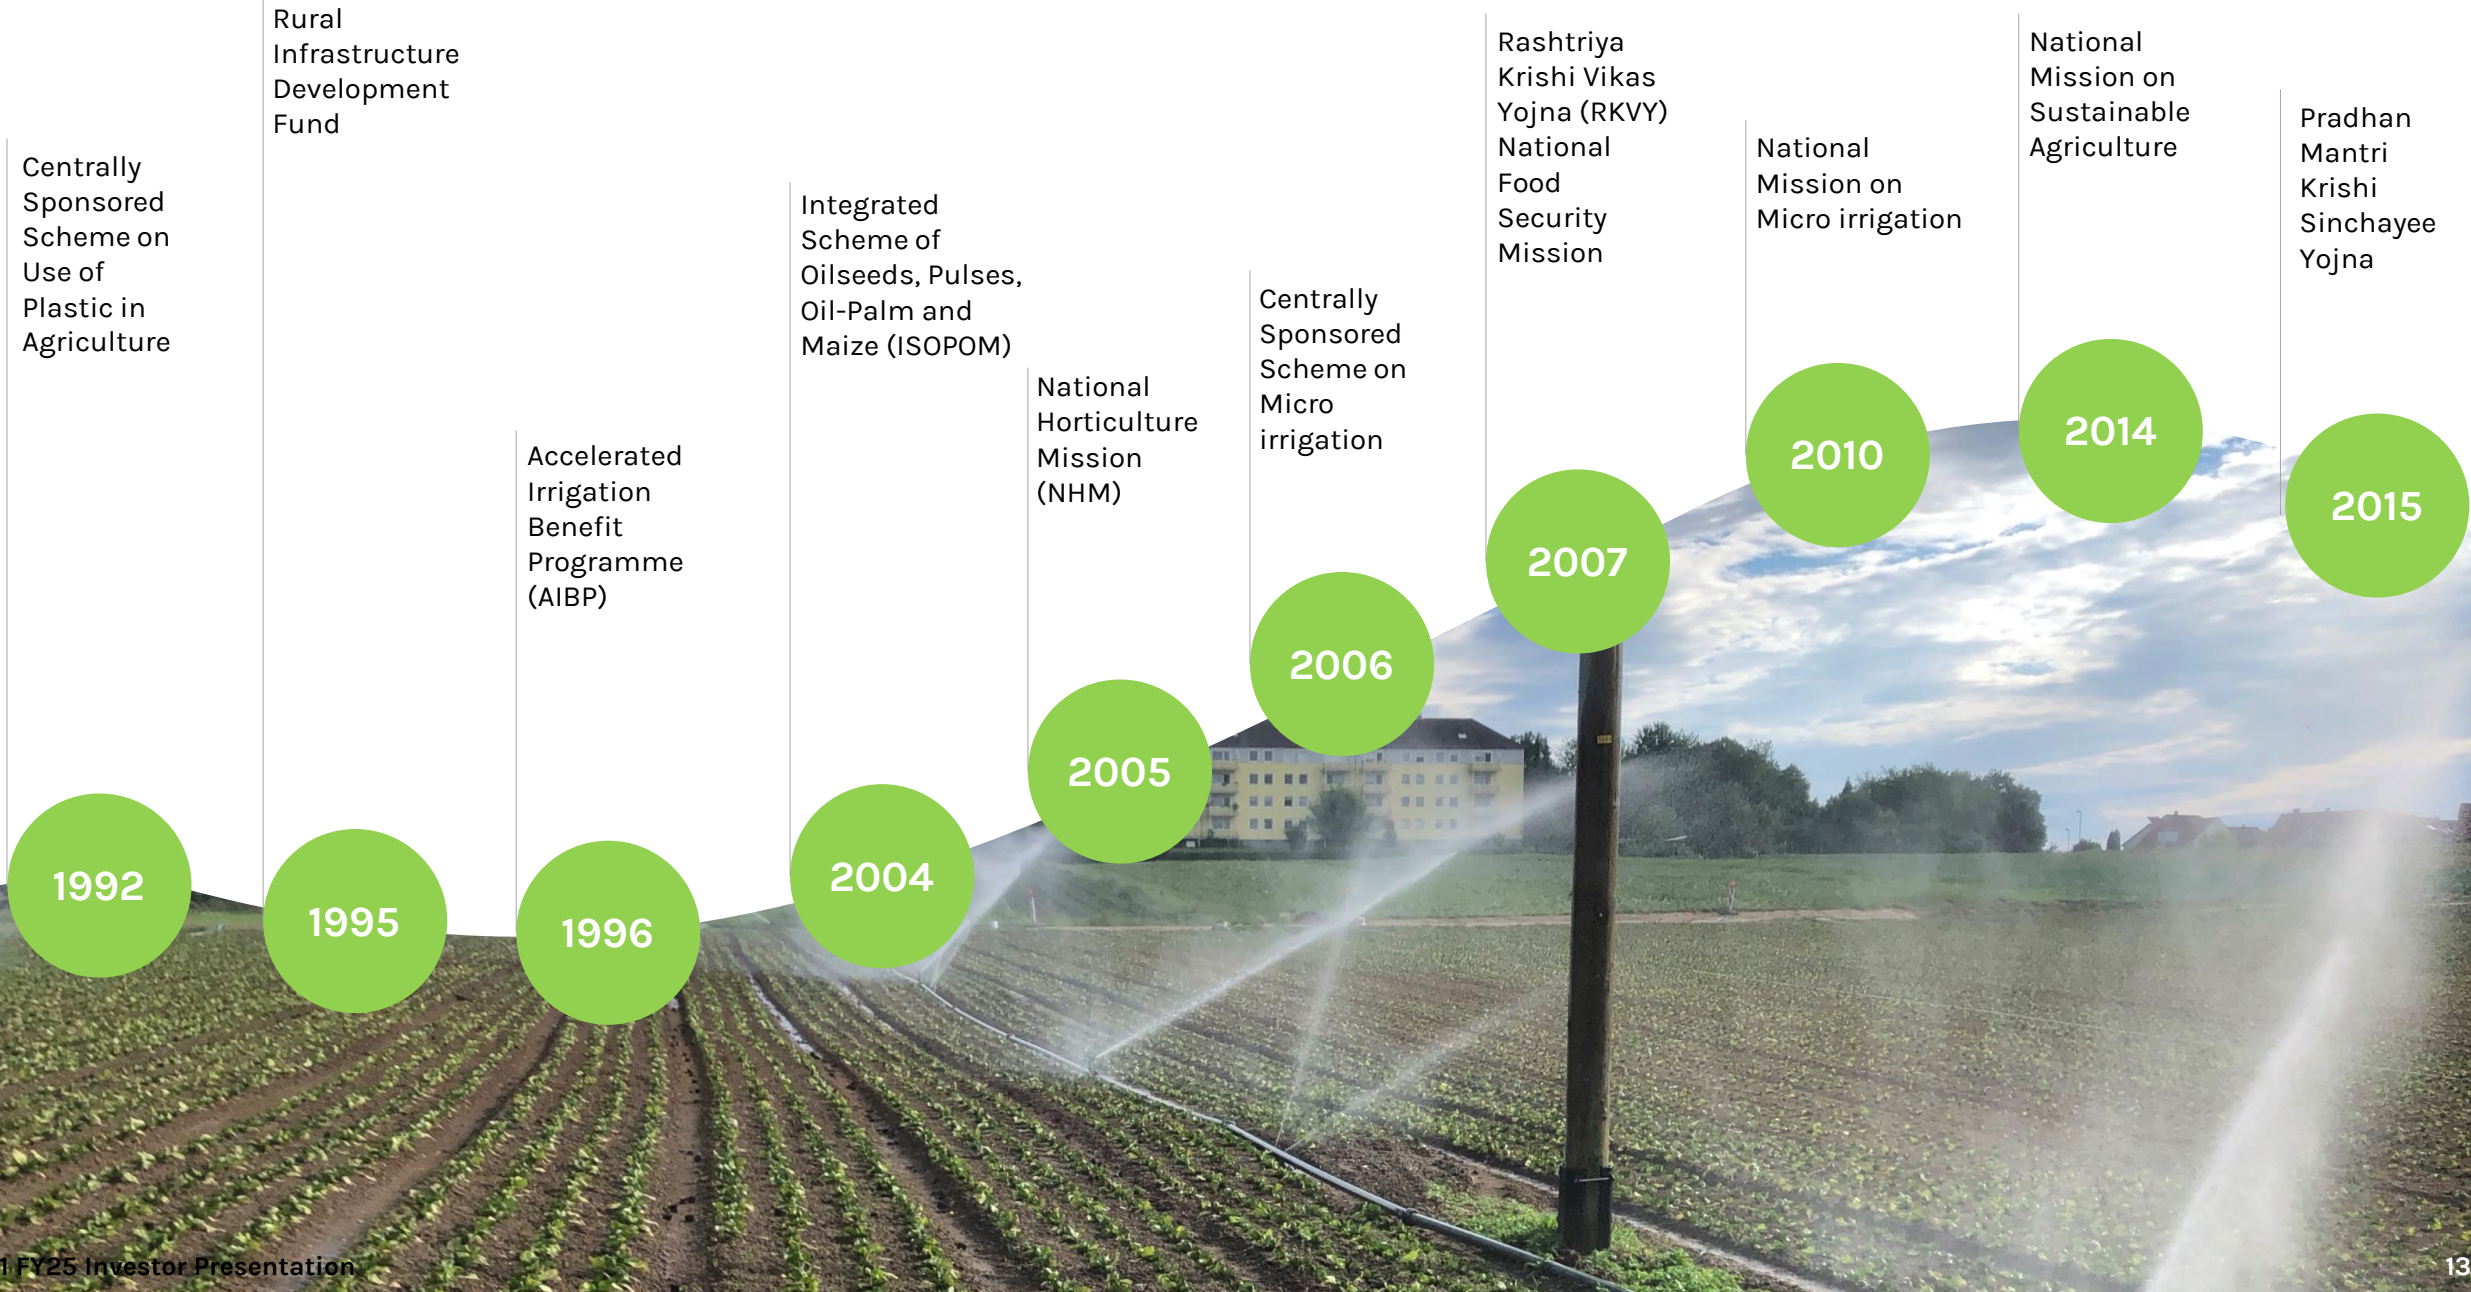 Centrally
Sponsored
Scheme on
Use of
Plastic in
Agriculture
1992
Rural
Infrastructure
Development
Fund
1995
Accelerated
Irrigation
Benefit
Programme
(AIBP)
1996
Integrated
Scheme of
Oilseeds, Pulses,
Oil-Palm and
Maize (ISOPOM)
2004
National
Horticulture
Mission
(NHM)
2005
Centrally
Sponsored
Scheme on
Micro
irrigation
2006
Rashtriya
Krishi Vikas
Yojna (RKVY)
National
Food
Security
Mission
2007
National
Mission on
Micro irrigation
2010
National
Mission on
Sustainable
Agriculture
2014
Pradhan
Mantri
Krishi
Sinchayee
Yojna
2015
1 FY25 Investor Presentation
13